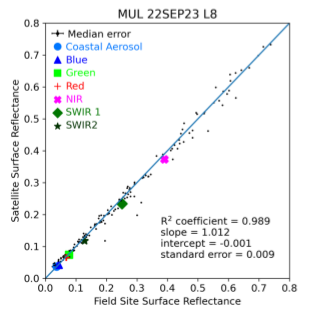 MUL 22SEP23 L8
Satellite Surface Reflectance
0.8
0.7
0.6
0.5
0.4
0.3
0.2
0.1
0.0
Median error
Coastal Aerosol
Blue
Green
Red
NIR
SWIR 1
SWIR2
R² coefficient = 0.989
slope = 1.012
intercept = -0.001
standard error = 0.009
0.0 0.1 0.2 0.3 0.4 0.5 0.6 0.7 0.8
Field Site Surface Reflectance